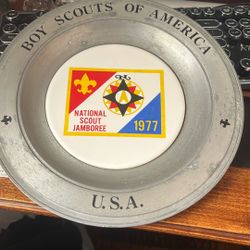 BOY SCOUTS OF AMERICA
NATIONAL
SCOUT
JAMBOREE
1977
U.S.A.